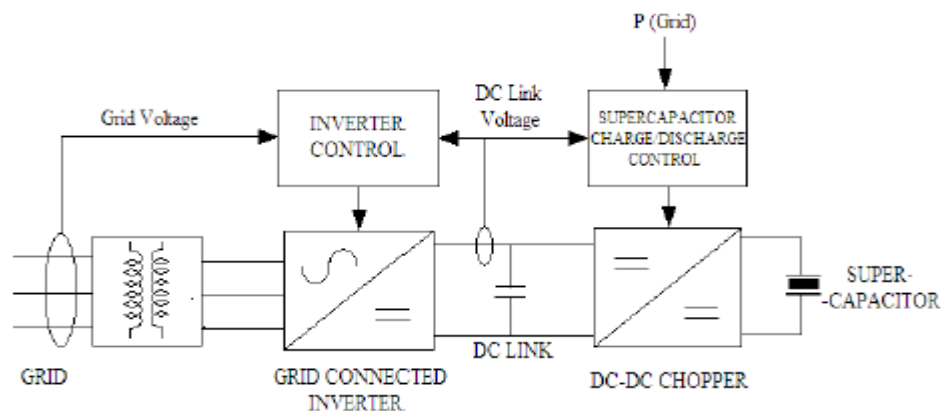 P (Grid)
Grid Voltage
INVERTER
CONTROL
DC Link
Voltage
SUPERCAPACITOR
CHARGE/DISCHARGE
CONTROL
SUPER-
-CAPACITOR
GRID
GRID CONNECTED
INVERTER
DC LINK
DC-DC CHOPPER